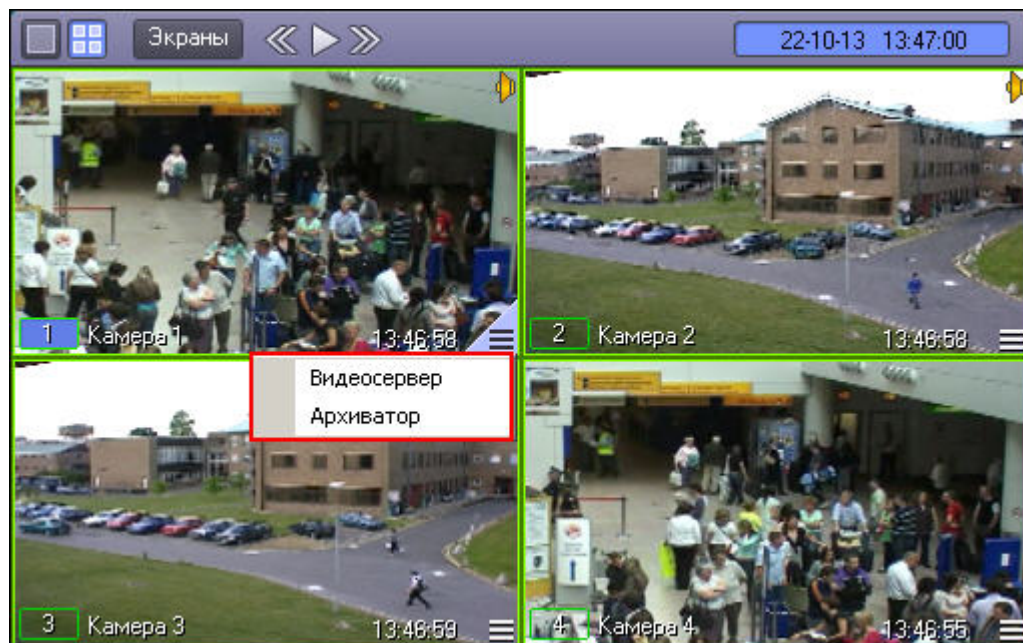 Экраны
22-10-13 13:47:00
1 Камера 1 13:46:58
2 Камера 2 13:46:58
Видеосервер
Архиватор
3 Камера 3 13:46:59
4 Камера 4 13:46:55